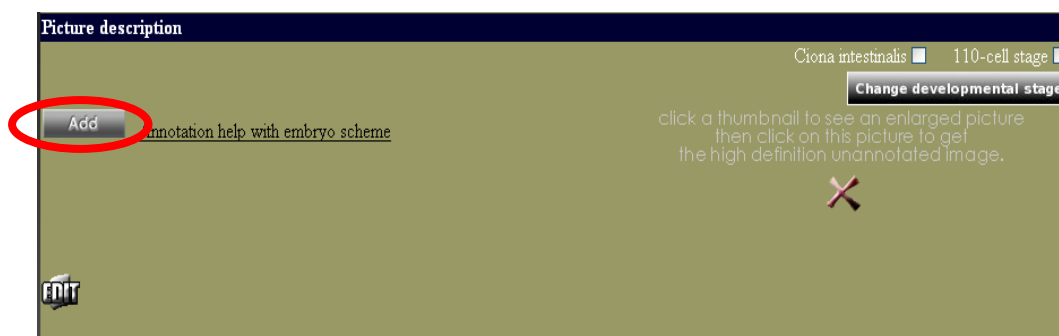 Picture description
Ciona intestinalis 110-cell stage
Change developmental stage
Add
help with embryo scheme
click a thumbnail to see an enlarged picture
then click on this picture to get
the high definition unannotated image.
EDIT